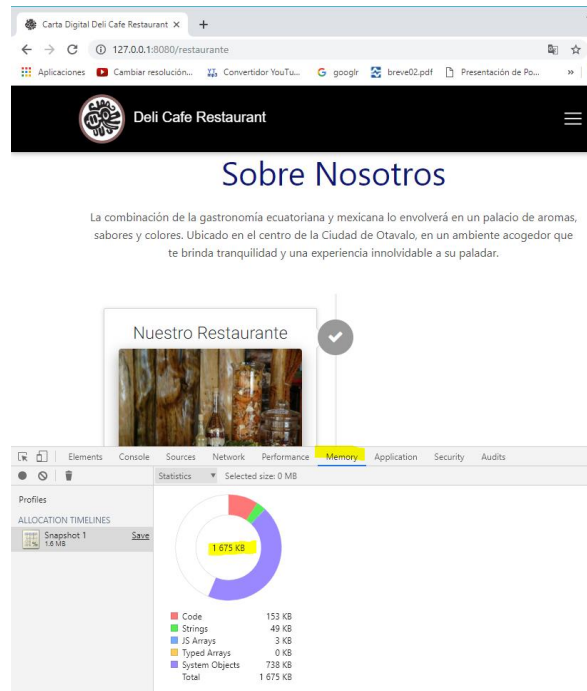 Carta Digital Deli Cafe Restaurant
127.0.0.1:8080/restaurante
Aplicaciones Cambiar resolución... Convertidor YouTu... googlr breve02.pdf Presentación de Po... »
Deli Cafe Restaurant
Sobre Nosotros
La combinación de la gastronomía ecuatoriana y mexicana lo envolverá en un palacio de aromas,
sabores y colores. Ubicado en el centro de la Ciudad de Otavalo, en un ambiente acogedor que
te brinda tranquilidad y una experiencia innolvidable a su paladar.
Nuestro Restaurante
Elements Console Sources Network Performance Memory Application Security Audits
Statistics ▼ Selected size: 0 MB
Profiles
ALLOCATION TIMELINES
Snapshot 1 Save
1.6 MB
1 675 KB
Code 153 KB
Strings 49 KB
JS Arrays 3 KB
Typed Arrays 0 KB
System Objects 738 KB
Total 1 675 KB